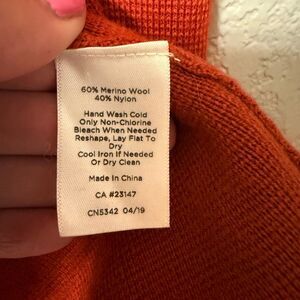 60% Merino Wool
40% Nylon
Hand Wash Cold
Only Non-Chlorine
Bleach When Needed
Reshape, Lay Flat To
Dry
Cool Iron If Needed
Or Dry Clean
Made In China
CA #23147
CN5342 04/19